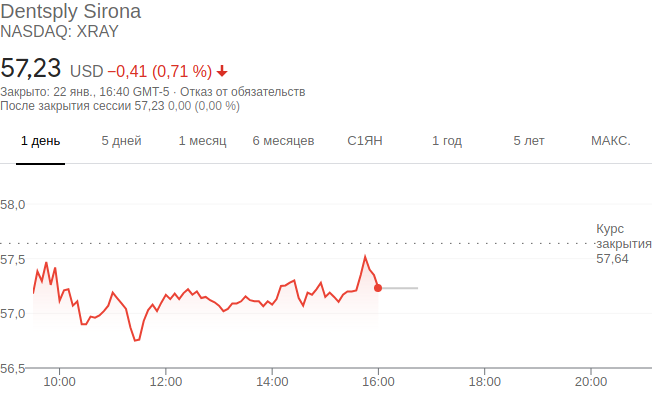 Dentsply Sirona
NASDAQ: XRAY
57,23 USD −0,41 (0,71 %)
Закрыто: 22 янв., 16:40 GMT-5 · Отказ от обязательств
После закрытия сессии 57,23 0,00 (0,00 %)
1 день 5 дней 1 месяц 6 месяцев С1ЯН 1 год 5 лет МАКС.
58,0
Курс
закрытия
57,64
57,5
57,0
56,5
10:00 12:00 14:00 16:00 18:00 20:00